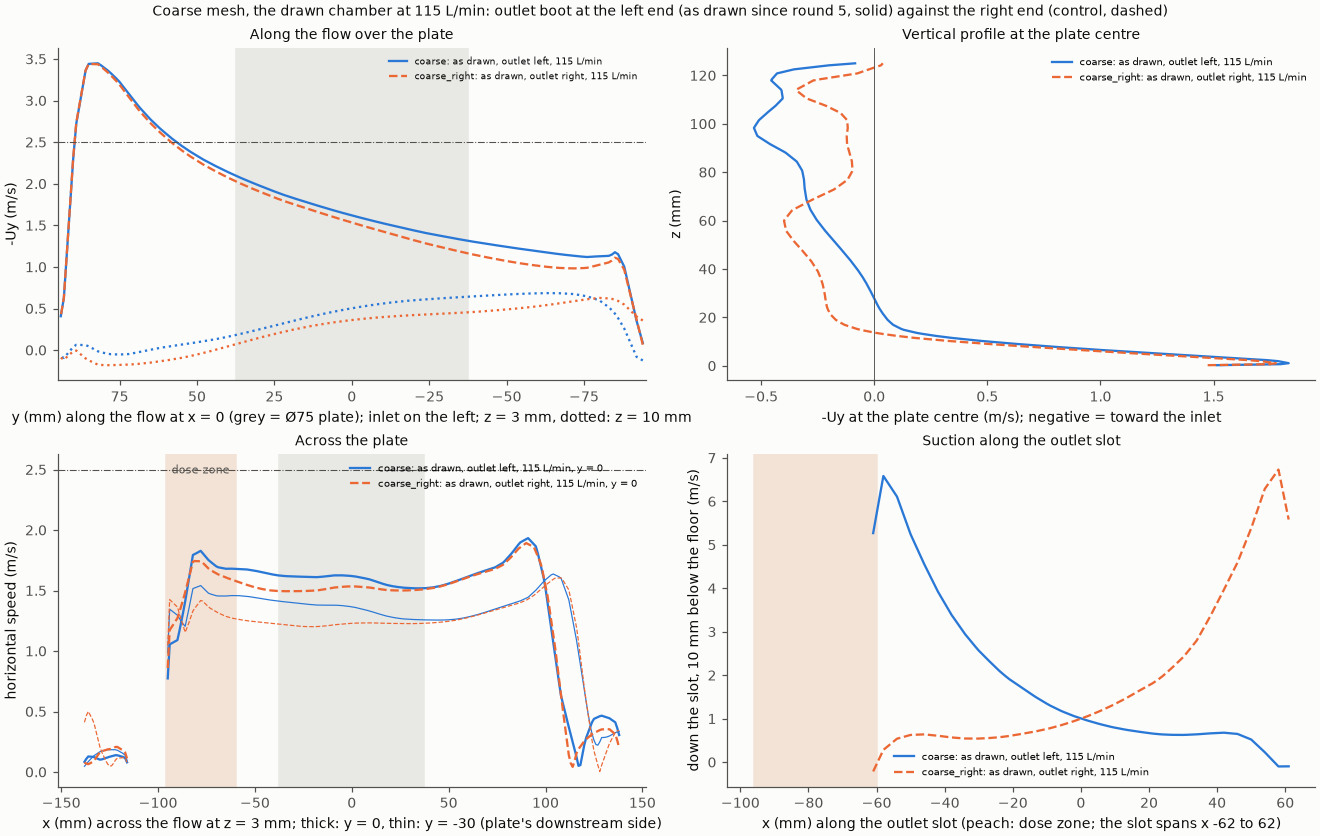 Coarse mesh, the drawn chamber at 115 L/min: outlet boot at the left end (as drawn since round 5, solid) against the right end (control, dashed)
Along the flow over the plate
coarse: as drawn, outlet left, 115 L/min
coarse_right: as drawn, outlet right, 115 L/min
-Uy (m/s)
3.5
3.0
2.5
2.0
1.5
1.0
0.5
0.0
75
50
25
0
−25
−50
−75
y (mm) along the flow at x = 0 (grey = Ø75 plate); inlet on the left; z = 3 mm, dotted: z = 10 mm
Vertical profile at the plate centre
coarse: as drawn, outlet left, 115 L/min
coarse_right: as drawn, outlet right, 115 L/min
z (mm)
120
100
80
60
40
20
0
−0.5
0.0
0.5
1.0
1.5
-Uy at the plate centre (m/s); negative = toward the inlet
Across the plate
dose zone
coarse: as drawn, outlet left, 115 L/min, y = 0
coarse_right: as drawn, outlet right, 115 L/min, y = 0
horizontal speed (m/s)
2.5
2.0
1.5
1.0
0.5
0.0
−150
−100
−50
0
50
100
150
x (mm) across the flow at z = 3 mm; thick: y = 0, thin: y = -30 (plate's downstream side)
Suction along the outlet slot
coarse: as drawn, outlet left, 115 L/min
coarse_right: as drawn, outlet right, 115 L/min
down the slot, 10 mm below the floor (m/s)
7
6
5
4
3
2
1
0
−100
−80
−60
−40
−20
0
20
40
60
x (mm) along the outlet slot (peach: dose zone; the slot spans x -62 to 62)